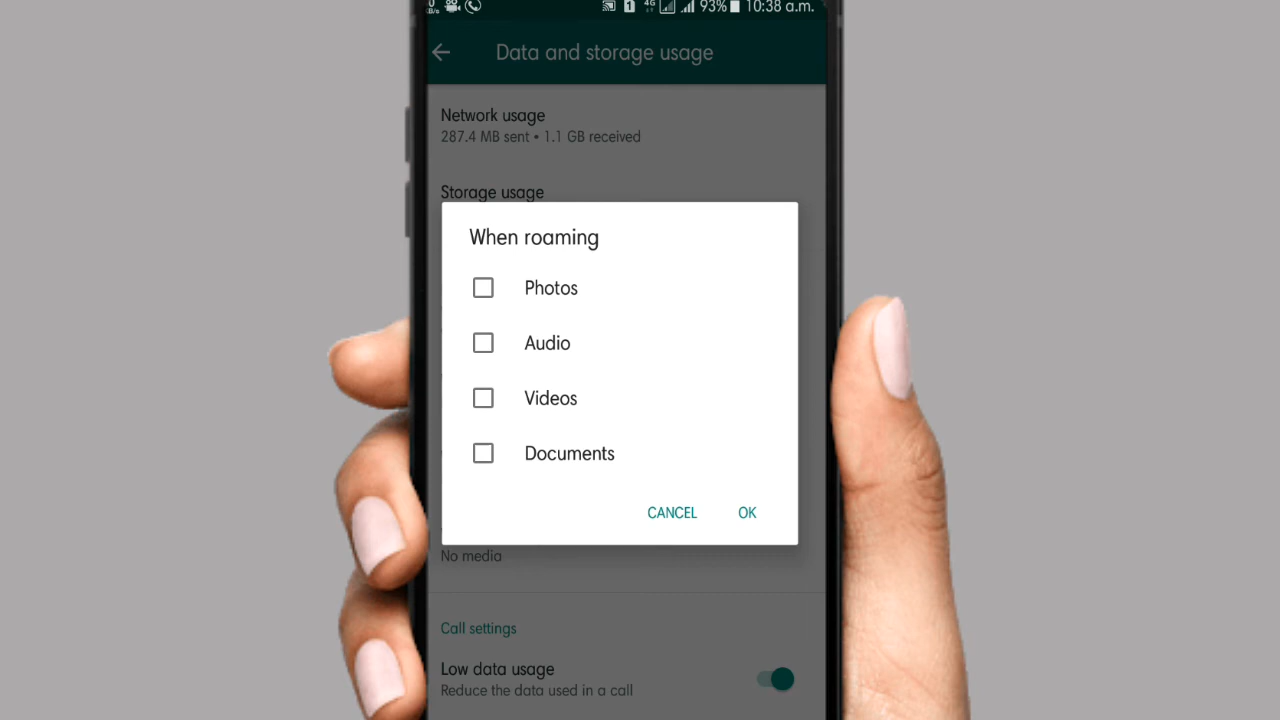 1 4G 93% 10:38 a.m.
Data and storage usage
Network usage
287.4 MB sent • 1.1 GB received
Storage usage
When roaming
Photos
Audio
Videos
Documents
CANCEL OK
No media
Call settings
Low data usage
Reduce the data used in a call